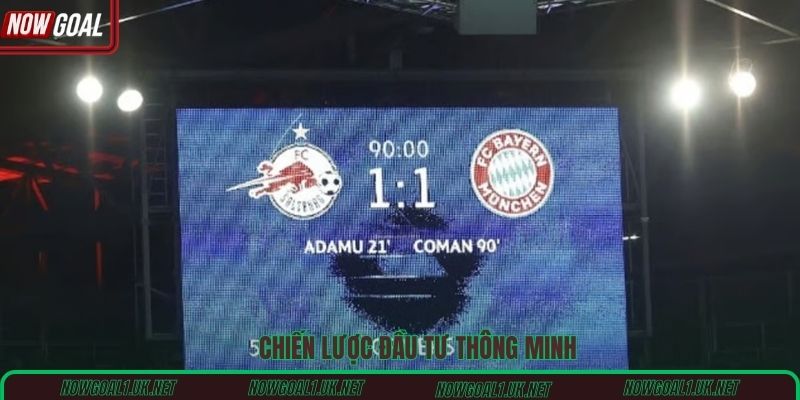 NOW GOAL
FC
SALZBURG
FC BAYERN
MÜNCHEN
90:00
1:1
ADAMU 21' COMAN 90'
CHIẾN LƯỢC ĐẦU TƯ THÔNG MINH
NOWGOAL1.UK.NET NOWGOAL1.UK.NET NOWGOAL1.UK.NET NOWGOAL1.UK.NET